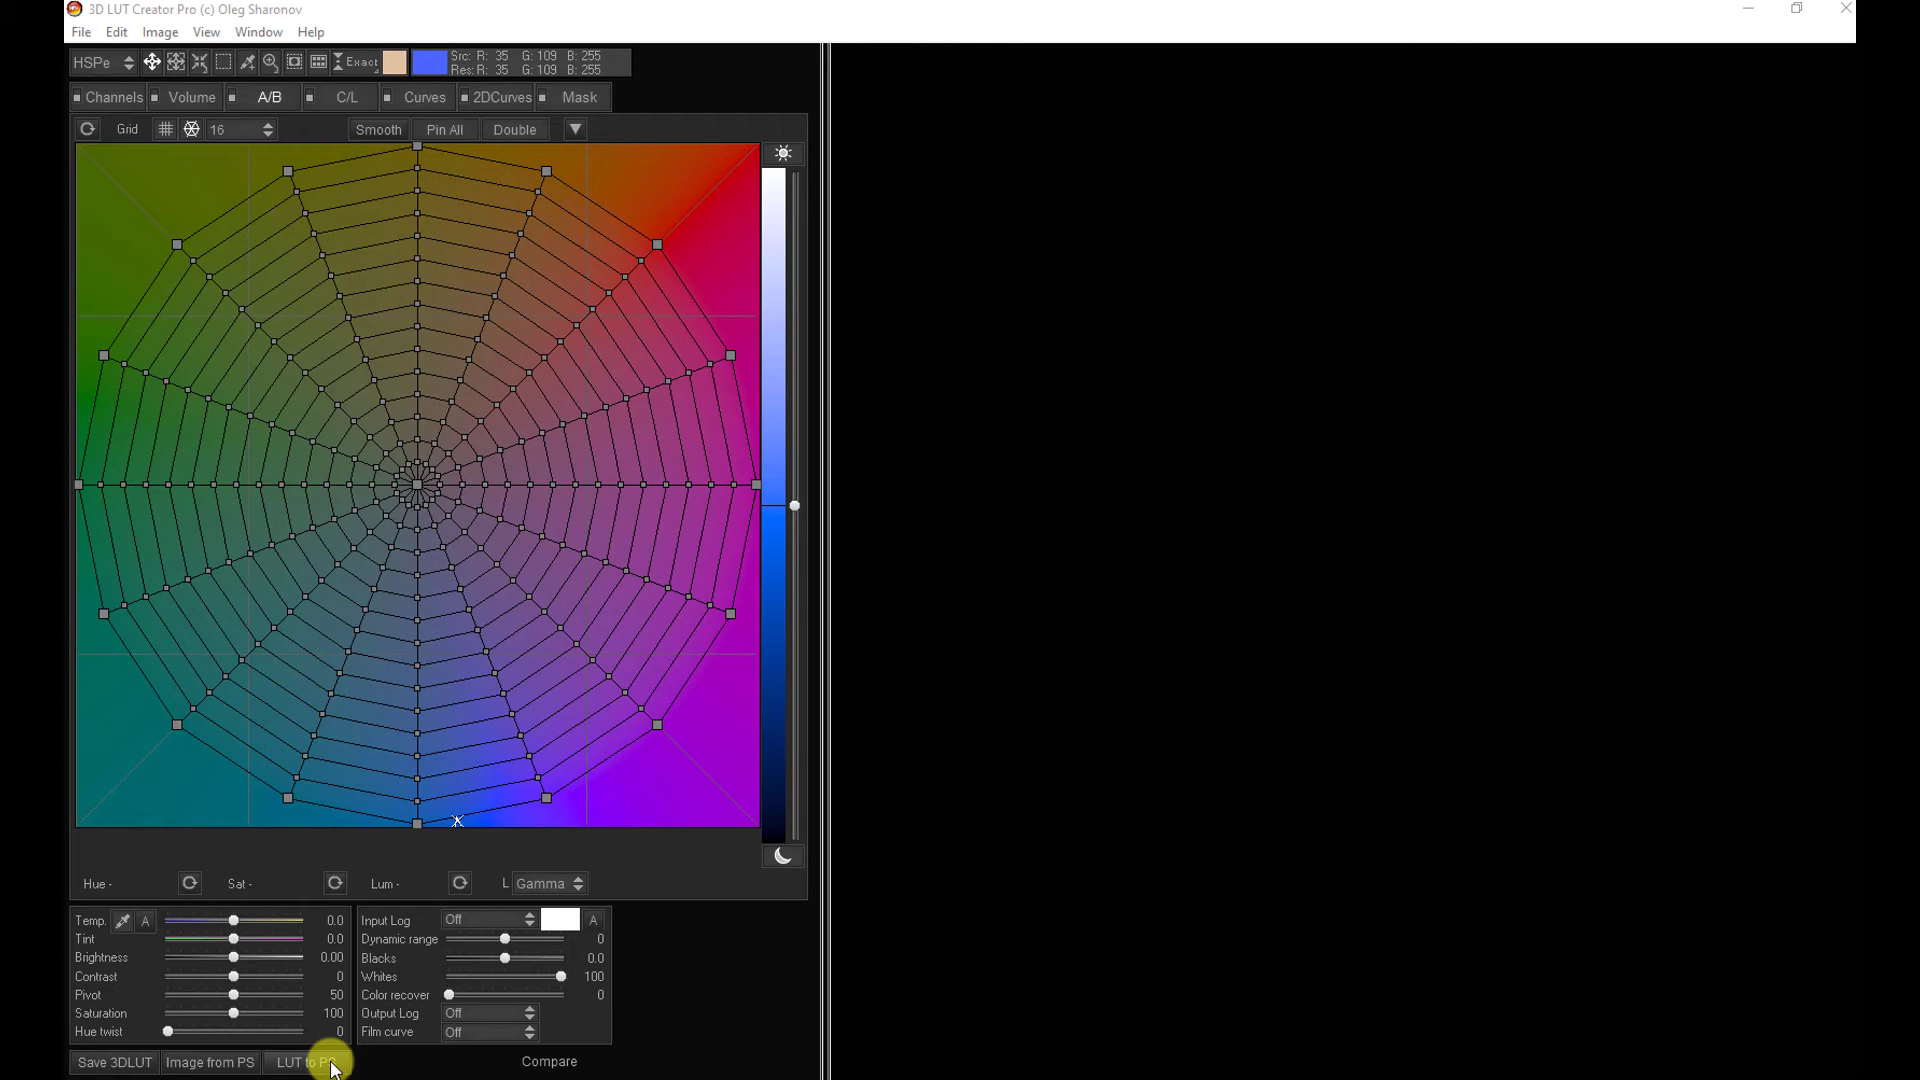 3D LUT Creator Pro (c) Oleg Sharonov
File Edit Image View Window Help
HSPe Exact Src: R: 35 G: 109 B: 255
Res: R: 35 G: 109 B: 255
Channels Volume A/B C/L Curves 2DCurves Mask
Grid 16 Smooth Pin All Double
Hue - Sat - Lum - L Gamma
Temp. A 0.0 Input Log Off A
Tint 0.0 Dynamic range 0
Brightness 0.00 Blacks 0.0
Contrast 0 Whites 100
Pivot 50 Color recover 0
Saturation 100 Output Log Off
Hue twist 0 Film curve Off
Save 3DLUT Image from PS LUT to PS Compare